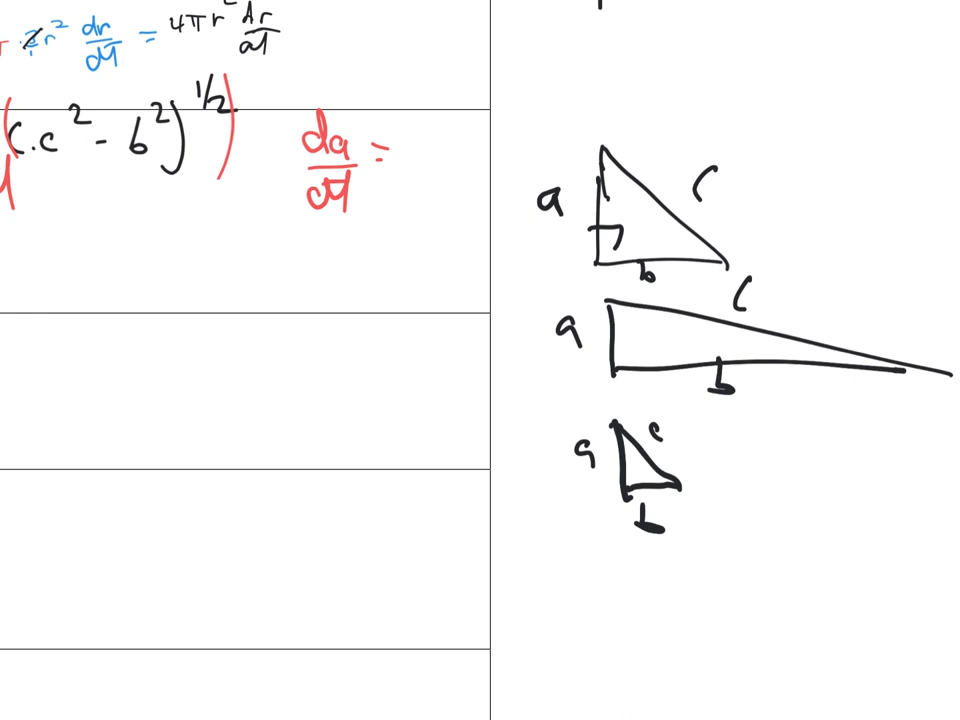 r² dr/dt = 4πr² dr/dt
(c² - b²)^1/2) da/dt =
a c
b
c
a
b
a c
b